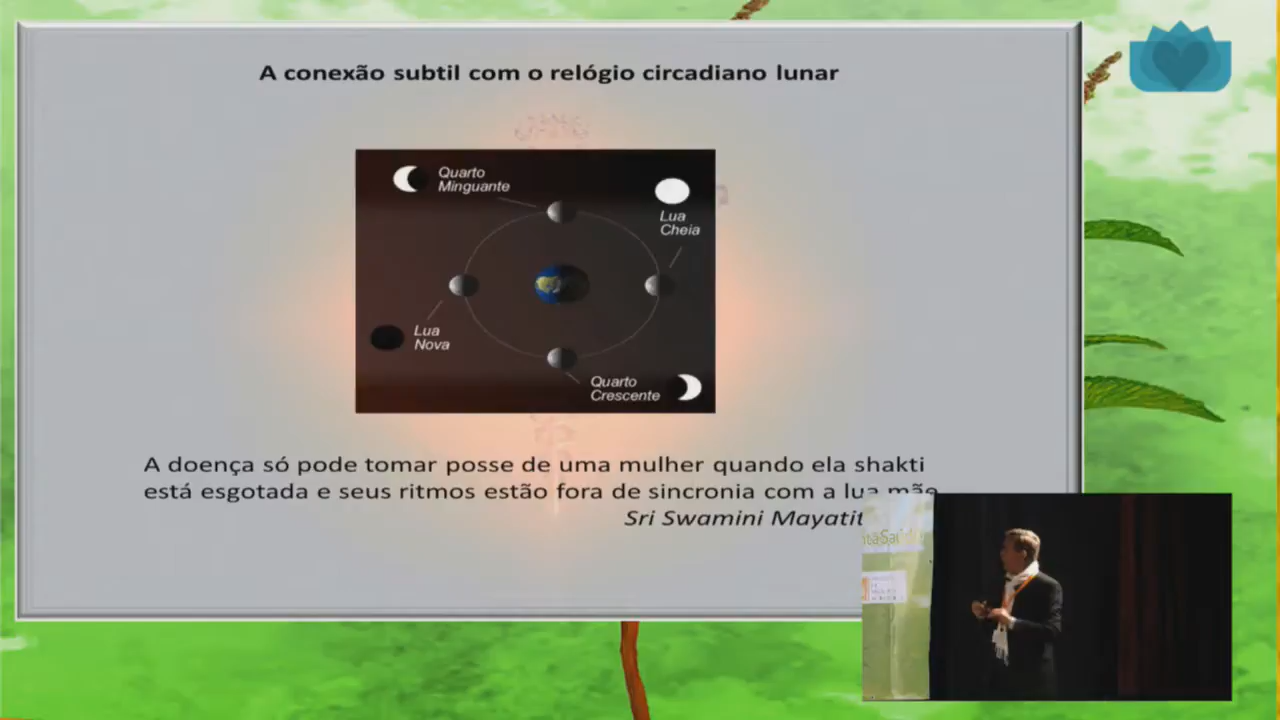 A conexão subtil com o relógio circadiano lunar
Quarto
Minguante
Lua
Cheia
Lua
Nova
Quarto
Crescente
A doença só pode tomar posse de uma mulher quando ela shakti
está esgotada e seus ritmos estão fora de sincronia com a lua mãe
Sri Swamini